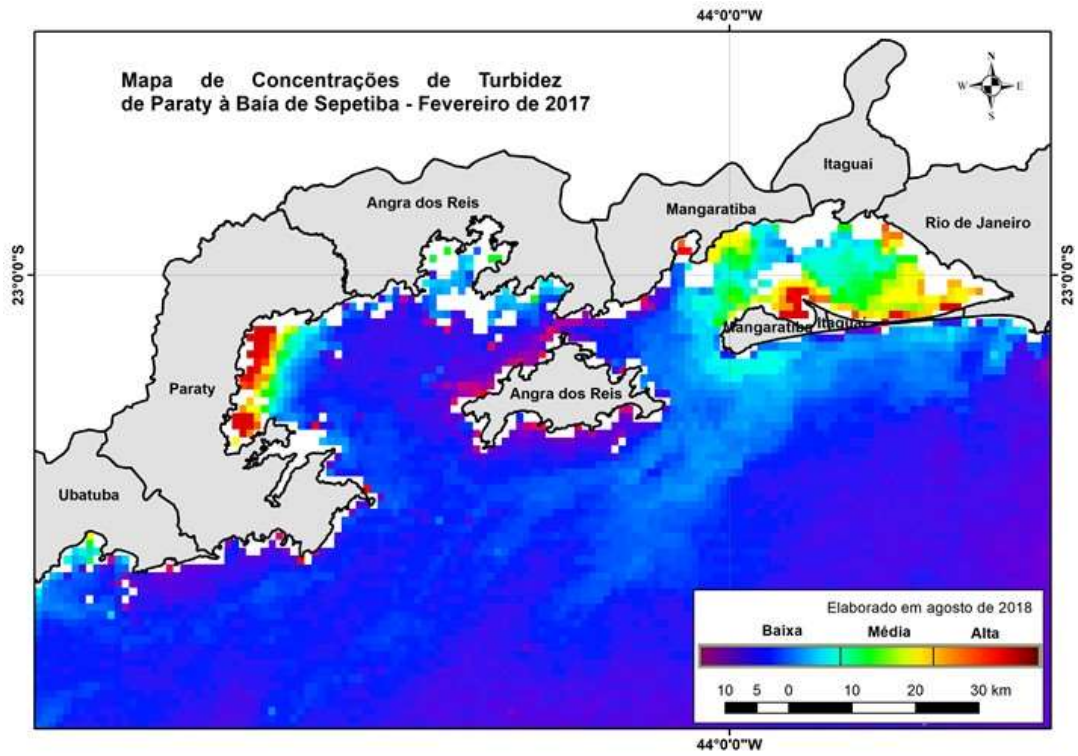 44°0'0"W
Mapa de Concentrações de Turbidez
de Paraty à Baía de Sepetiba - Fevereiro de 2017
N
W E
S
Itaguai
Angra dos Reis
Mangaratiba
Rio de Janeiro
23°0'0"S
23°0'0"S
Mangaratiba
Itaguai
Paraty
Angra dos Reis
Ubatuba
Elaborado em agosto de 2018
Baixa Média Alta
10 5 0 10 20 30 km
44°0'0"W